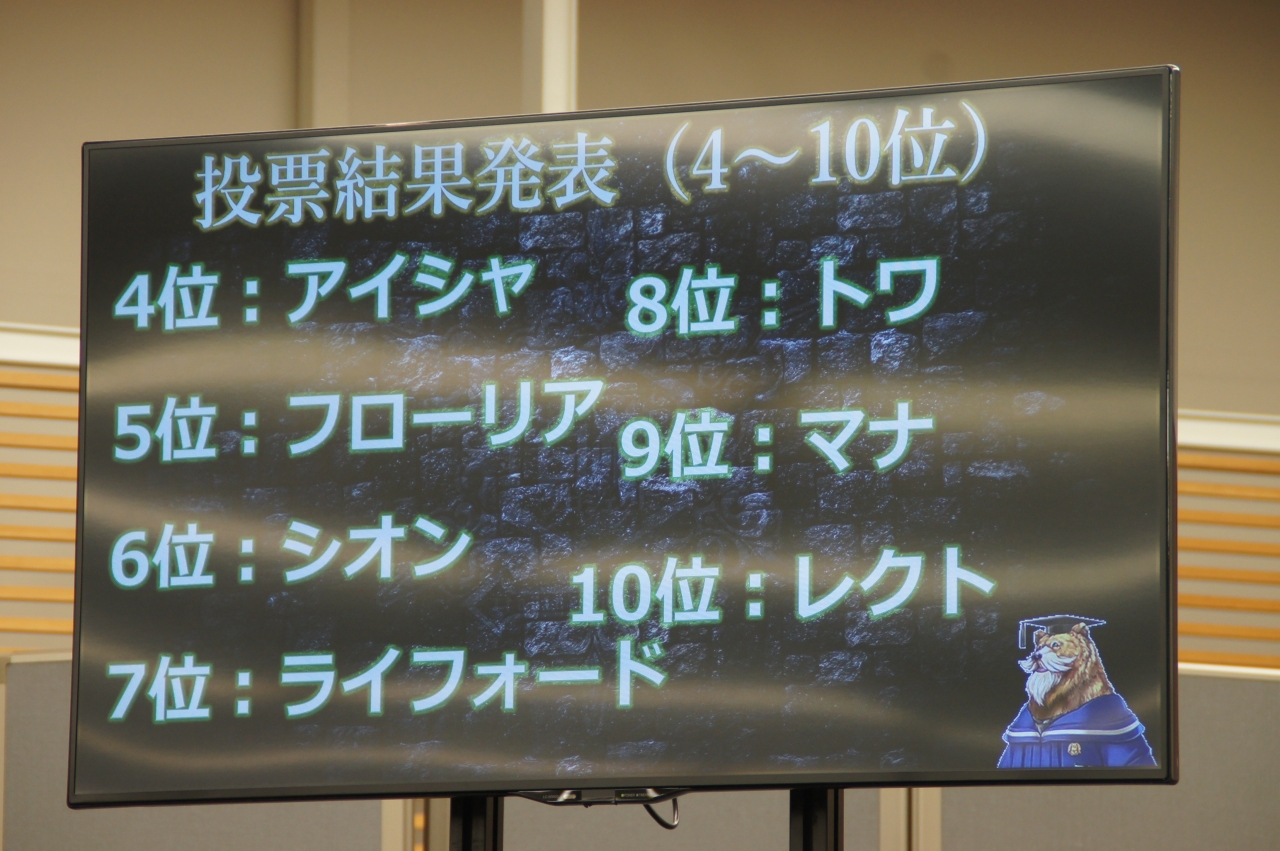 投票結果発表（4～10位）
4位：アイシャ
5位：フローリア
6位：シオン
7位：ライフォード
8位：トワ
9位：マナ
10位：レクト